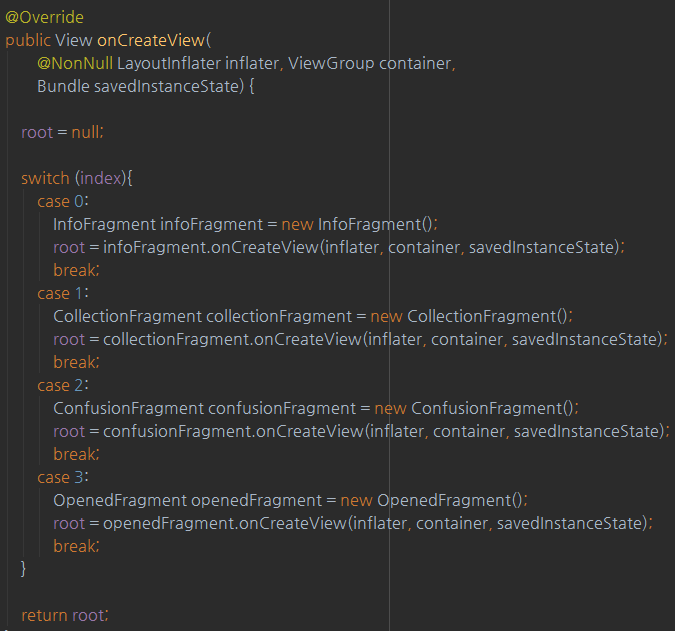 @Override
public View onCreateView(
@NonNull LayoutInflater inflater, ViewGroup container,
Bundle savedInstanceState) {
root = null;
switch (index){
case 0:
InfoFragment infoFragment = new InfoFragment();
root = infoFragment.onCreateView(inflater, container, savedInstanceState);
break;
case 1:
CollectionFragment collectionFragment = new CollectionFragment();
root = collectionFragment.onCreateView(inflater, container, savedInstanceState);
break;
case 2:
ConfusionFragment confusionFragment = new ConfusionFragment();
root = confusionFragment.onCreateView(inflater, container, savedInstanceState);
break;
case 3:
OpenedFragment openedFragment = new OpenedFragment();
root = openedFragment.onCreateView(inflater, container, savedInstanceState);
break;
}
return root;